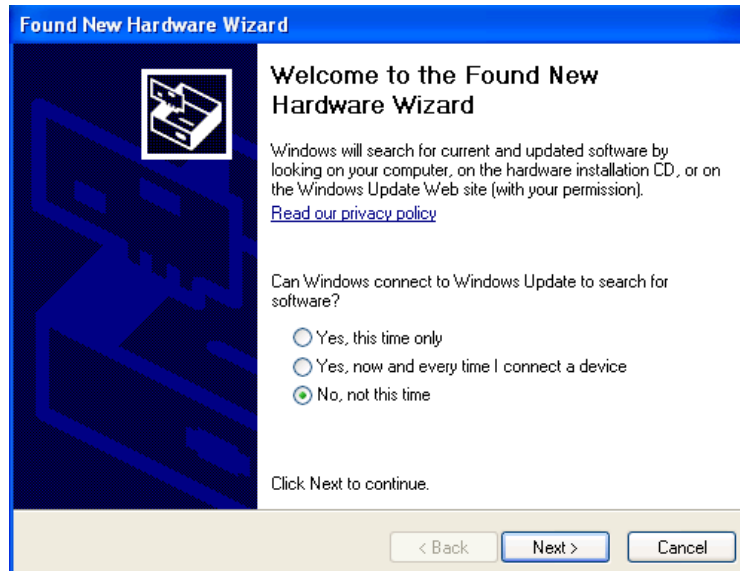 Found New Hardware Wizard
Welcome to the Found New
Hardware Wizard
Windows will search for current and updated software by
looking on your computer, on the hardware installation CD, or on
the Windows Update Web site (with your permission).
Read our privacy policy
Can Windows connect to Windows Update to search for
software?
Yes, this time only
Yes, now and every time I connect a device
No, not this time
Click Next to continue.
< Back Next > Cancel